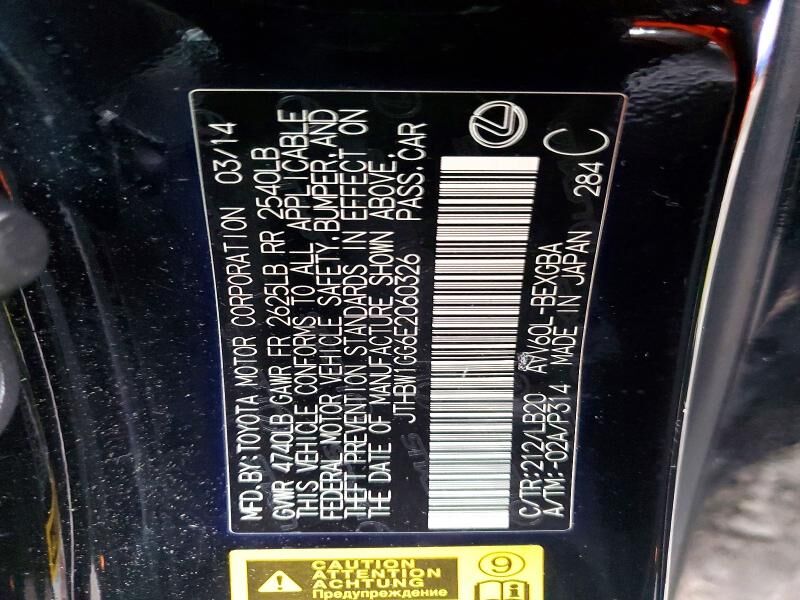 MFD. BY: TOYOTA MOTOR CORPORATION 03/14
GVWR 4740LB GAWR FR 2625LB RR 2540LB
THIS VEHICLE CONFORMS TO ALL APPLICABLE
FEDERAL MOTOR VEHICLE SAFETY, BUMPER, AND
THEFT PREVENTION STANDARDS IN EFFECT ON
THE DATE OF MANUFACTURE SHOWN ABOVE.
JTHBW1GG6E2060326 PASS. CAR
C/TR: 212/LB20 AVV60L-BEXGBA
A/TM: -02A/P314 MADE IN JAPAN 284 C
CAUTION
ATTENTION
ACHTUNG
Предупреждение
9